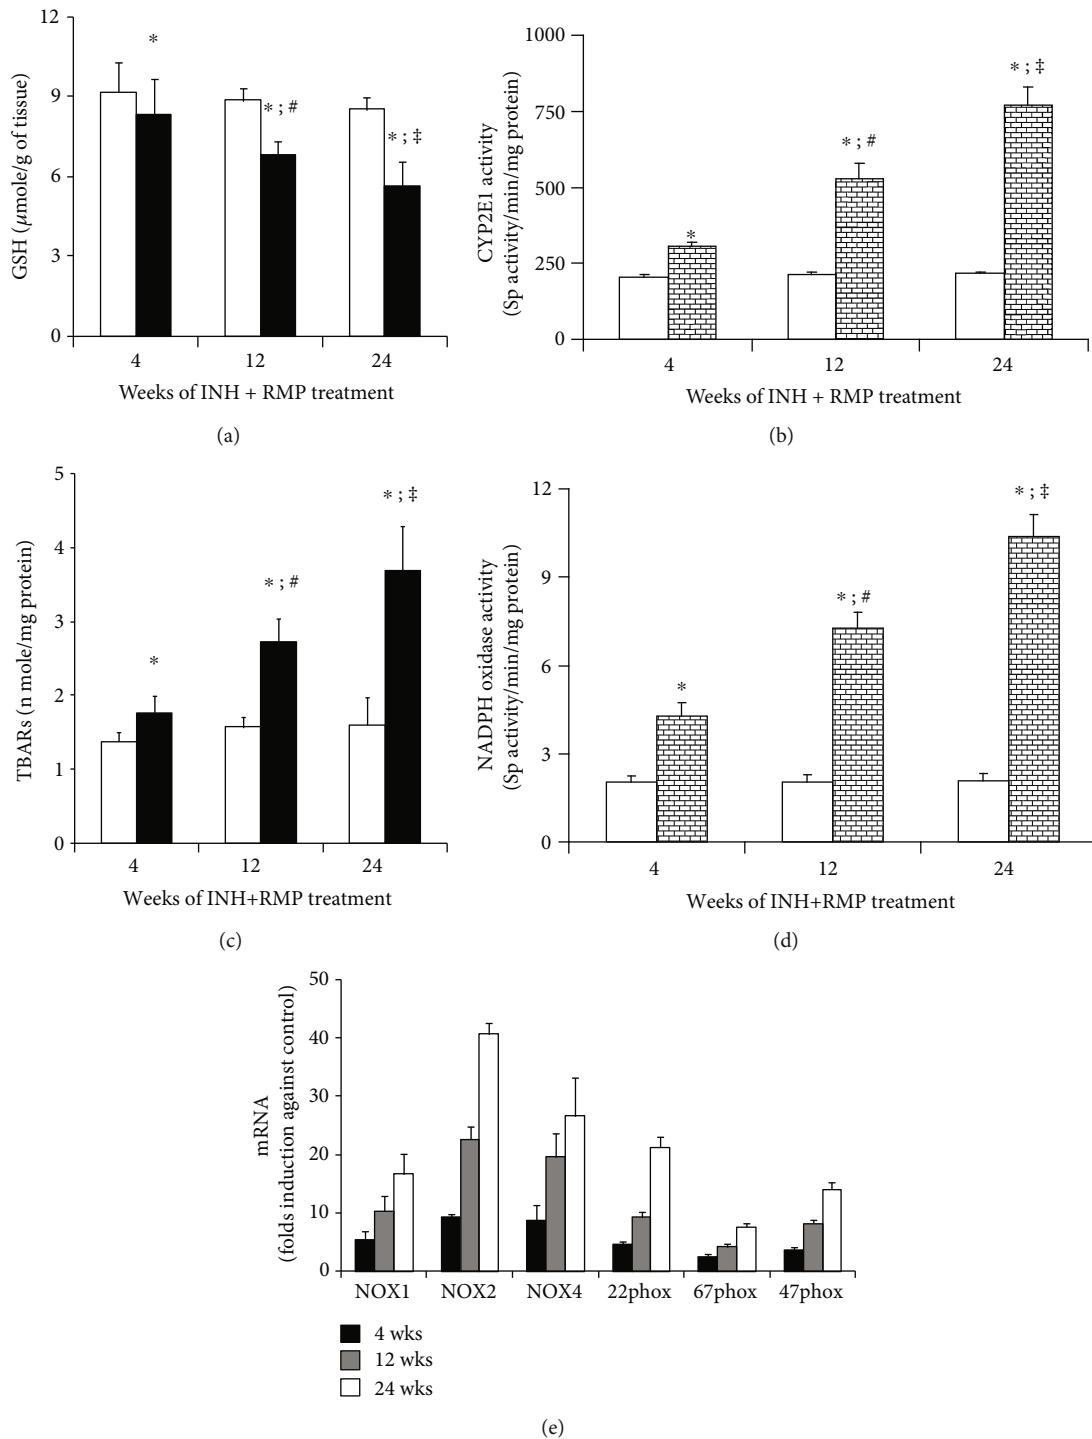 12
9
6
3
0
GSH (µmole/g of tissue)
*
*; #
*; ‡
4 12 24
Weeks of INH + RMP treatment
(a)
1000
750
500
250
0
CYP2E1 activity
(Sp activity/min/mg protein)
*
*; #
*; ‡
4 12 24
Weeks of INH + RMP treatment
(b)
5
4
3
2
1
0
TBARs (n mole/mg protein)
*
*; #
*; ‡
4 12 24
Weeks of INH+RMP treatment
(c)
12
9
6
3
0
NADPH oxidase activity
(Sp activity/min/mg protein)
*
*; #
*; ‡
4 12 24
Weeks of INH+RMP treatment
(d)
50
40
30
20
10
0
mRNA
(folds induction against control)
NOX1 NOX2 NOX4 22phox 67phox 47phox
4 wks
12 wks
24 wks
(e)